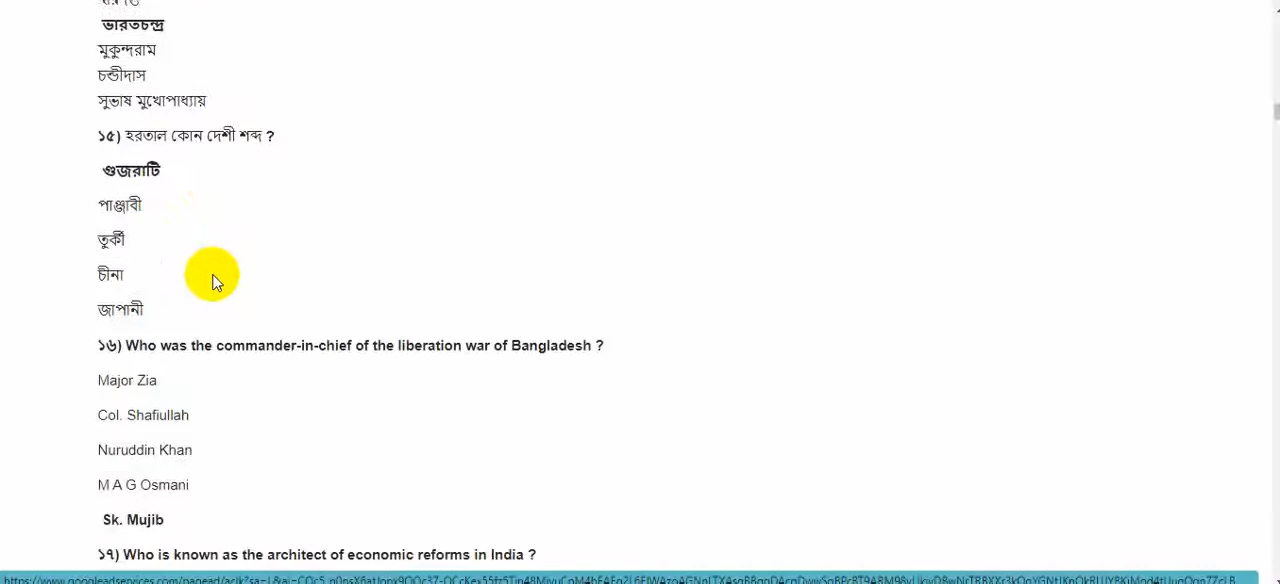 ভারতচন্দ্র
মুকুন্দরাম
চন্ডীদাস
সুভাষ মুখোপাধ্যায়
১৫) হরতাল কোন দেশী শব্দ ?
গুজরাটি
পাঞ্জাবী
তুর্কী
চীনা
জাপানী
১৬) Who was the commander-in-chief of the liberation war of Bangladesh ?
Major Zia
Col. Shafiullah
Nuruddin Khan
M A G Osmani
Sk. Mujib
১৭) Who is known as the architect of economic reforms in India ?